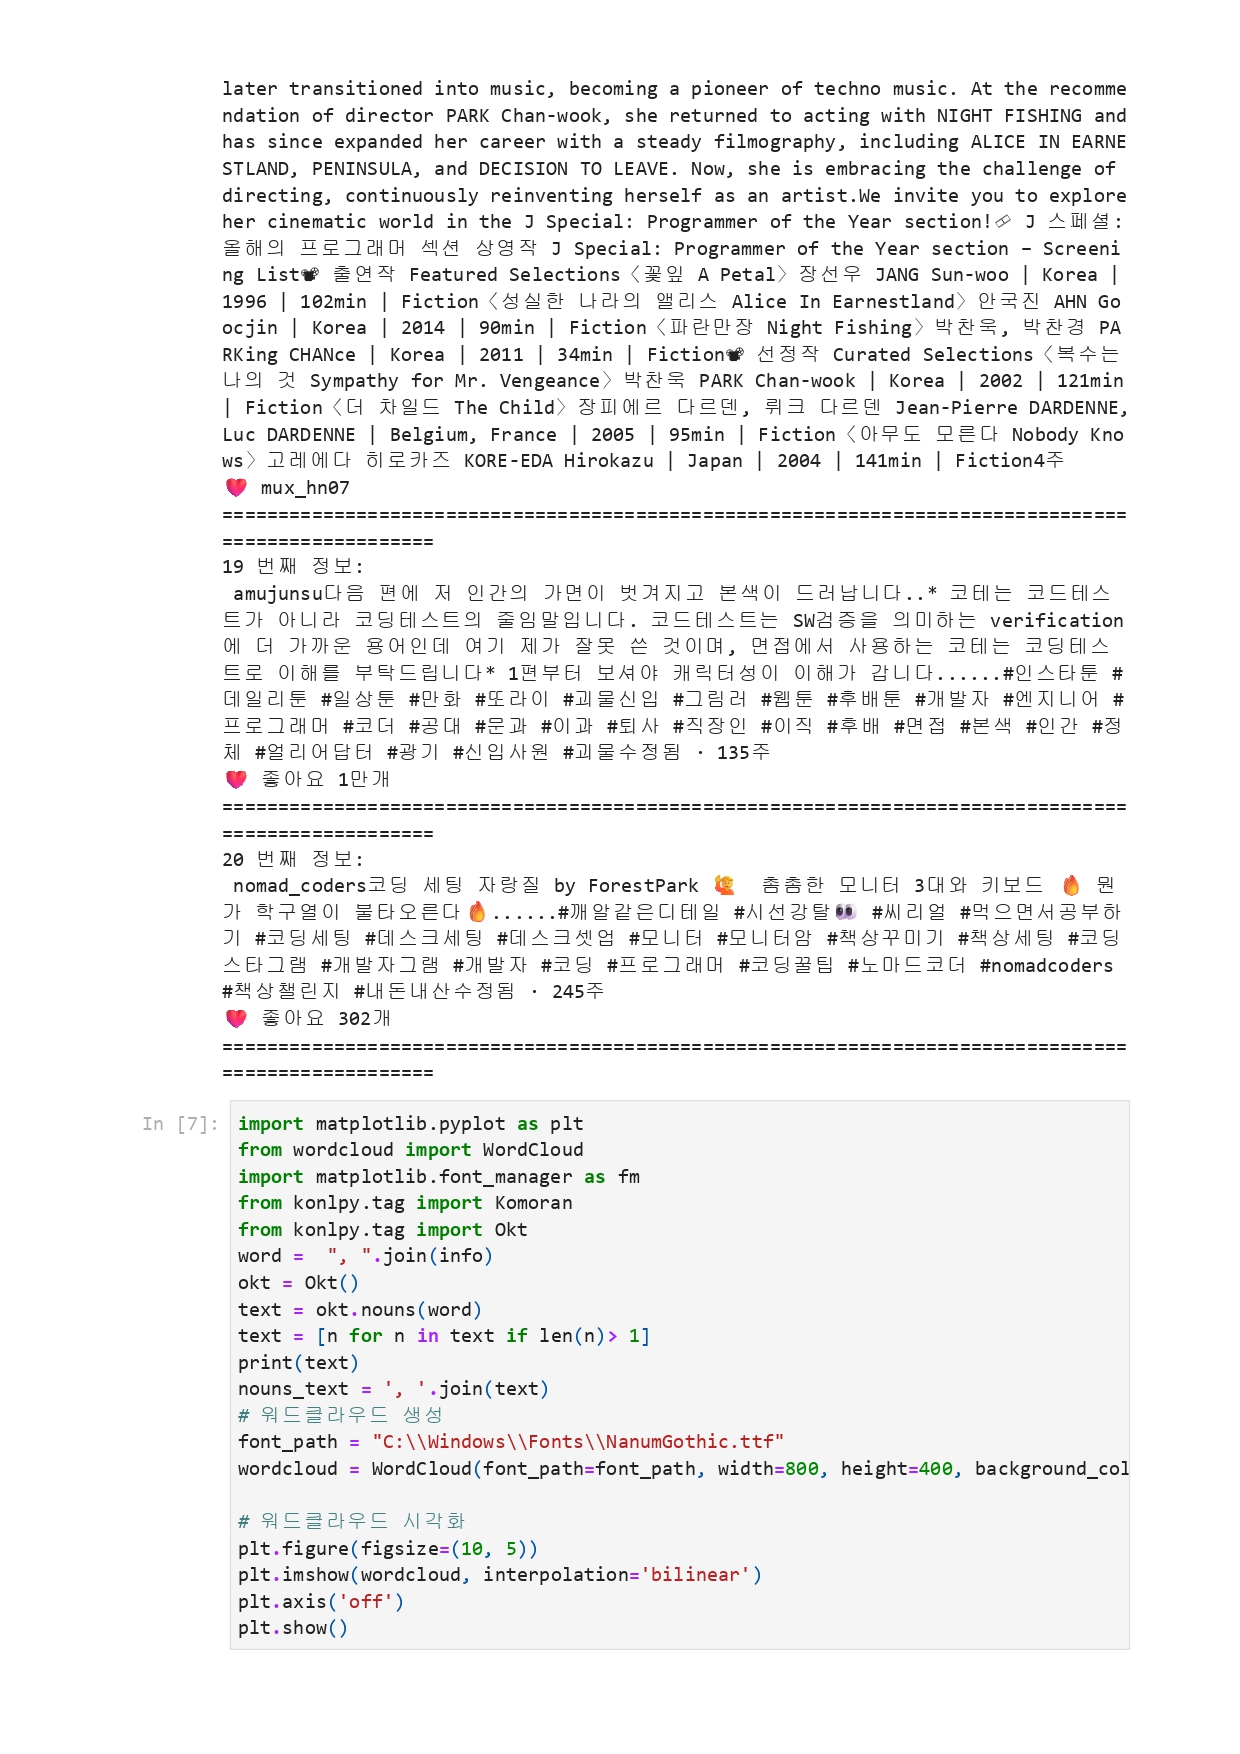 later transitioned into music, becoming a pioneer of techno music. At the recomme
ndation of director PARK Chan-wook, she returned to acting with NIGHT FISHING and
has since expanded her career with a steady filmography, including ALICE IN EARNE
STLAND, PENINSULA, and DECISION TO LEAVE. Now, she is embracing the challenge of
directing, continuously reinventing herself as an artist.We invite you to explore
her cinematic world in the J Special: Programmer of the Year section!🔗 J 스페셜:
올해의 프로그래머 섹션 상영작 J Special: Programmer of the Year section – Screeni
ng List📽 출연작 Featured Selections〈꽃잎 A Petal〉장선우 JANG Sun-woo | Korea |
1996 | 102min | Fiction〈성실한 나라의 앨리스 Alice In Earnestland〉안국진 AHN Go
ocjin | Korea | 2014 | 90min | Fiction〈파란만장 Night Fishing〉박찬욱, 박찬경 PA
RKing CHANce | Korea | 2011 | 34min | Fiction📽 선정작 Curated Selections〈복수는
나의 것 Sympathy for Mr. Vengeance〉박찬욱 PARK Chan-wook | Korea | 2002 | 121min
| Fiction〈더 차일드 The Child〉장피에르 다르덴, 뤼크 다르덴 Jean-Pierre DARDENNE,
Luc DARDENNE | Belgium, France | 2005 | 95min | Fiction〈아무도 모른다 Nobody Kno
ws〉고레에다 히로카즈 KORE-EDA Hirokazu | Japan | 2004 | 141min | Fiction4주
💓 mux_hn07
=================================================================================
===================
19 번째 정보:
amujunsu다음 편에 저 인간의 가면이 벗겨지고 본색이 드러납니다..* 코테는 코드테스
트가 아니라 코딩테스트의 줄임말입니다. 코드테스트는 SW검증을 의미하는 verification
에 더 가까운 용어인데 여기 제가 잘못 쓴 것이며, 면접에서 사용하는 코테는 코딩테스
트로 이해를 부탁드립니다* 1편부터 보셔야 캐릭터성이 이해가 갑니다......#인스타툰 #
데일리툰 #일상툰 #만화 #또라이 #괴물신입 #그림러 #웹툰 #후배툰 #개발자 #엔지니어 #
프로그래머 #코더 #공대 #문과 #이과 #퇴사 #직장인 #이직 #후배 #면접 #본색 #인간 #정
체 #얼리어답터 #광기 #신입사원 #괴물수정됨 · 135주
💓 좋아요 1만개
=================================================================================
===================
20 번째 정보:
nomad_coders코딩 세팅 자랑질 by ForestPark 🙋 촘촘한 모니터 3대와 키보드 🔥 뭔
가 학구열이 불타오른다🔥......#깨알같은디테일 #시선강탈👀 #씨리얼 #먹으면서공부하
기 #코딩세팅 #데스크세팅 #데스크셋업 #모니터 #모니터암 #책상꾸미기 #책상세팅 #코딩
스타그램 #개발자그램 #개발자 #코딩 #프로그래머 #코딩꿀팁 #노마드코더 #nomadcoders
#책상챌린지 #내돈내산수정됨 · 245주
💓 좋아요 302개
=================================================================================
===================
In [7]:
import matplotlib.pyplot as plt
from wordcloud import WordCloud
import matplotlib.font_manager as fm
from konlpy.tag import Komoran
from konlpy.tag import Okt
word =  ", ".join(info)
okt = Okt()
text = okt.nouns(word)
text = [n for n in text if len(n)> 1]
print(text)
nouns_text = ', '.join(text)
# 워드클라우드 생성
font_path = "C:\\Windows\\Fonts\\NanumGothic.ttf"
wordcloud = WordCloud(font_path=font_path, width=800, height=400, background_col
# 워드클라우드 시각화
plt.figure(figsize=(10, 5))
plt.imshow(wordcloud, interpolation='bilinear')
plt.axis('off')
plt.show()